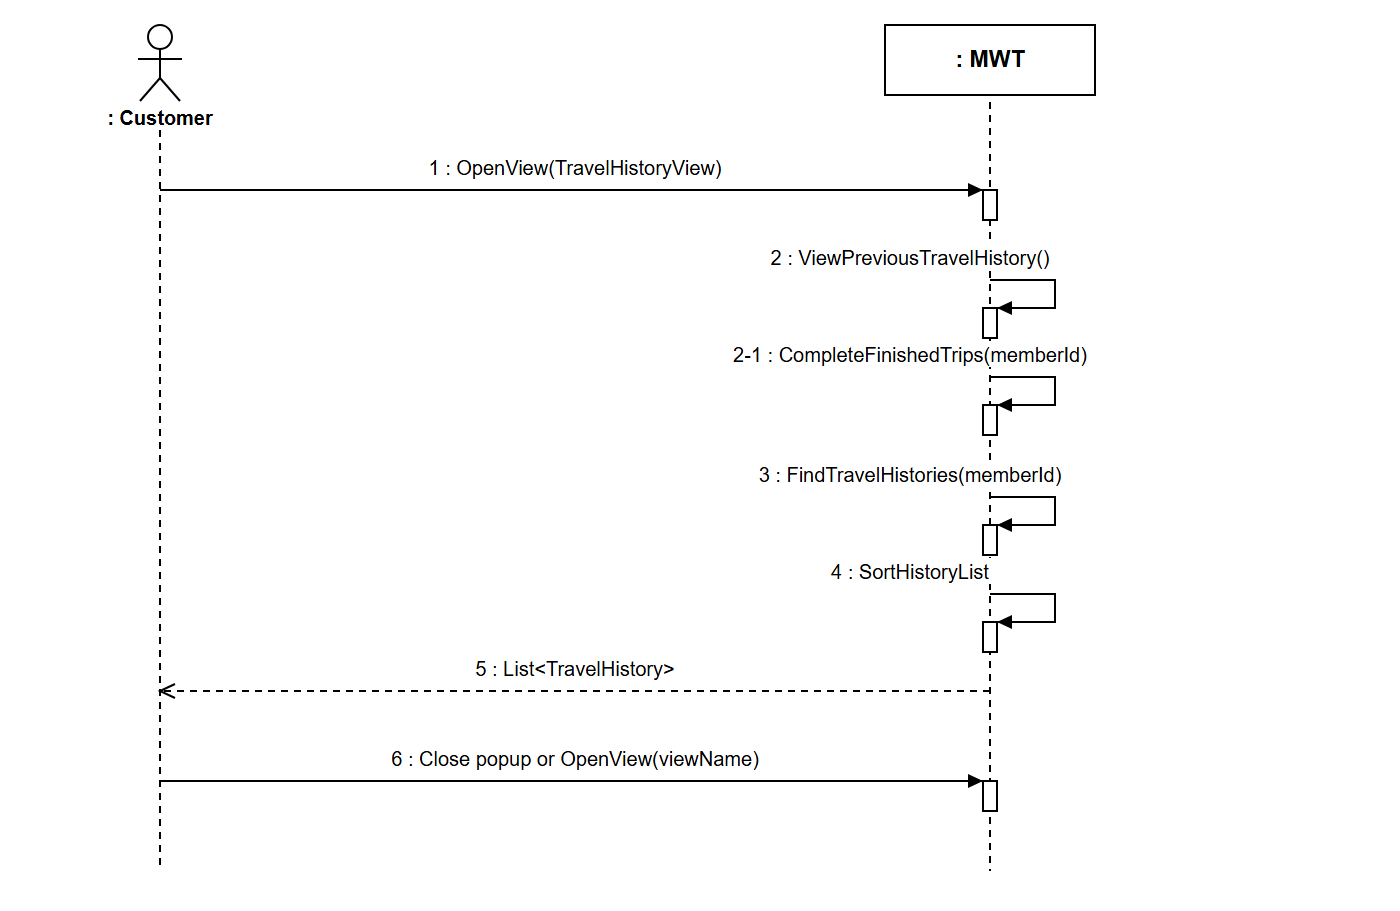 : Customer
: MWT
1 : OpenView(TravelHistoryView)
2 : ViewPreviousTravelHistory()
2-1 : CompleteFinishedTrips(memberId)
3 : FindTravelHistories(memberId)
4 : SortHistoryList
5 : List<TravelHistory>
6 : Close popup or OpenView(viewName)